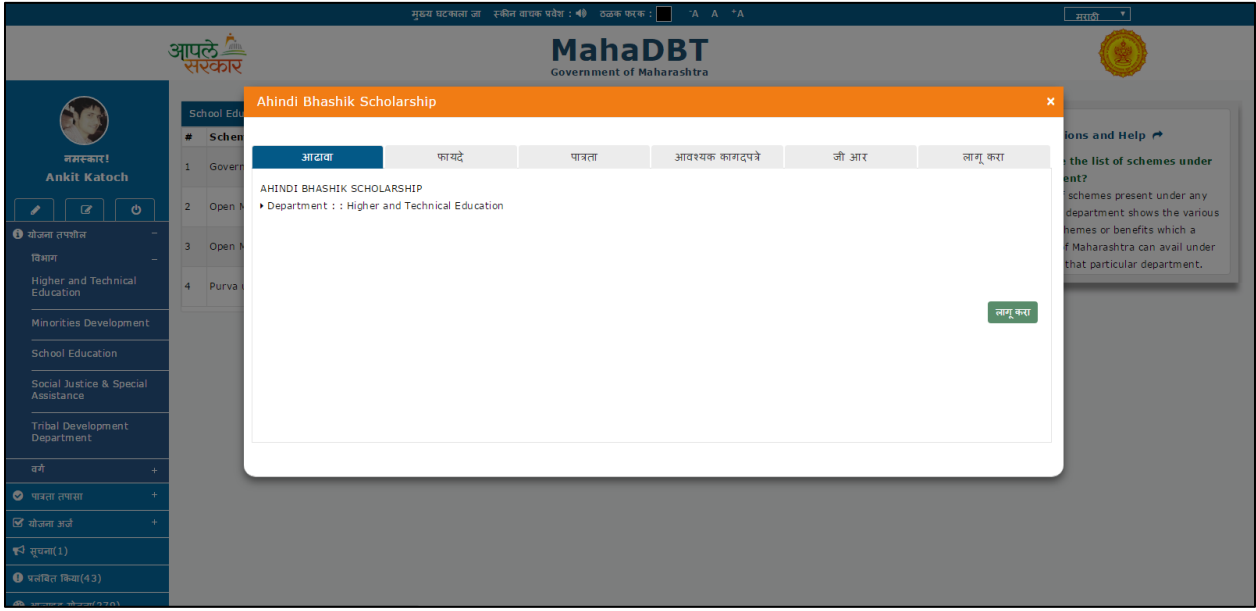 मुख्य घटकाला जा स्क्रीन वाचक प्रवेश : ठळक फरक : -A A +A मराठी
आपले सरकार
MahaDBT
Government of Maharashtra
नमस्कार!
Ankit Katoch
योजना तपशील −
विभाग −
Higher and Technical
Education
Minorities Development
School Education
Social Justice & Special
Assistance
Tribal Development
Department
वर्ग +
पात्रता तपासा +
योजना अर्ज +
सूचना(1)
प्रलंबित क्रिया(43)
School Edu
# Schem
1 Govern
2 Open M
3 Open M
4 Purva
Ahindi Bhashik Scholarship ×
आढावा फायदे पात्रता आवश्यक कागदपत्रे जी आर लागू करा
AHINDI BHASHIK SCHOLARSHIP
Department : : Higher and Technical Education
लागू करा
ions and Help
the list of schemes under
ent?
schemes present under any
department shows the various
hemes or benefits which a
f Maharashtra can avail under
that particular department.